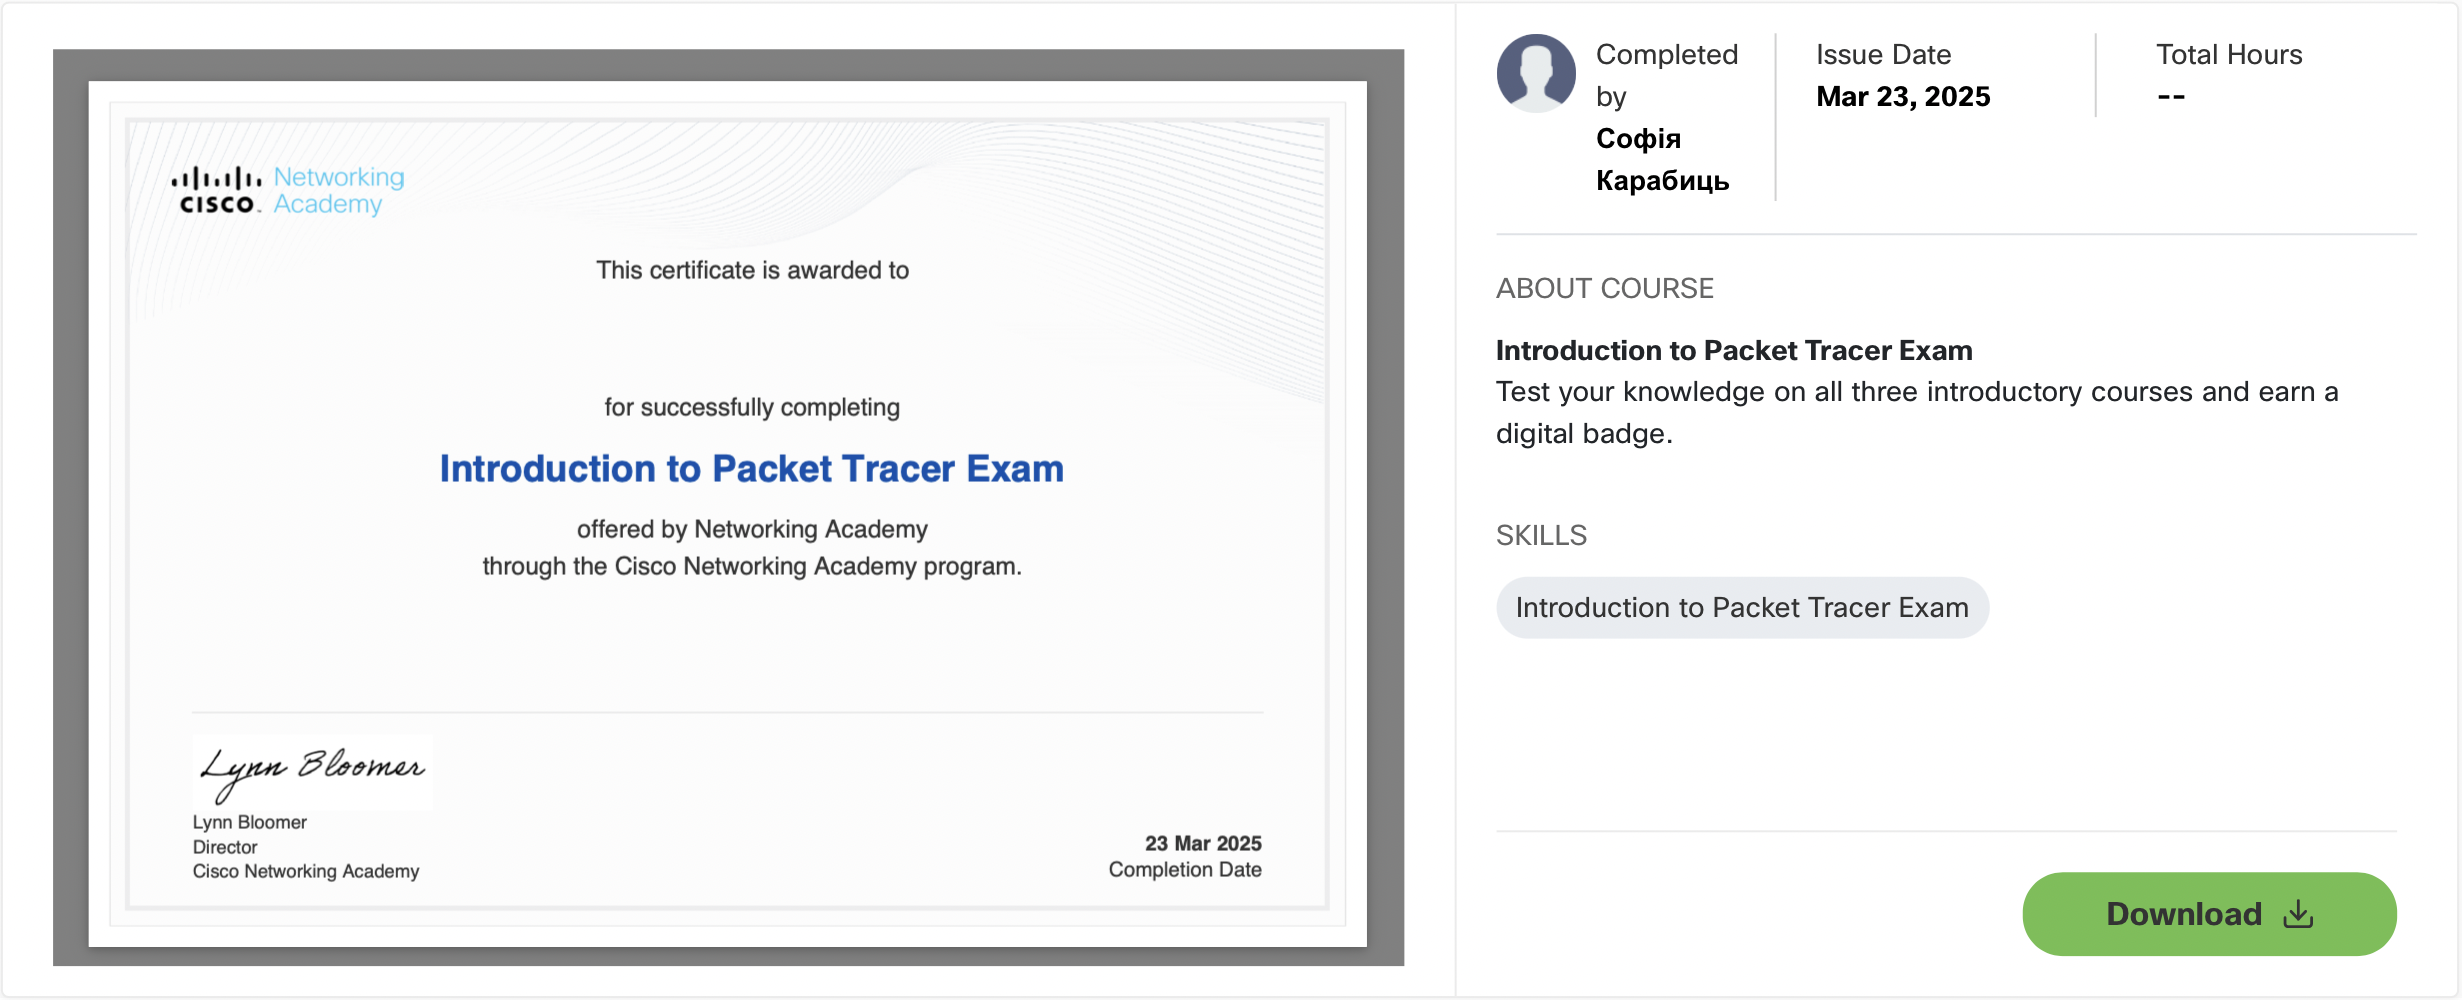 CISCO
Networking
Academy
This certificate is awarded to
for successfully completing
Introduction to Packet Tracer Exam
offered by Networking Academy
through the Cisco Networking Academy program.
Lynn Bloomer
Lynn Bloomer
Director
Cisco Networking Academy
23 Mar 2025
Completion Date
Completed
by
Софія
Карабиць
Issue Date
Mar 23, 2025
Total Hours
--
ABOUT COURSE
Introduction to Packet Tracer Exam
Test your knowledge on all three introductory courses and earn a
digital badge.
SKILLS
Introduction to Packet Tracer Exam
Download